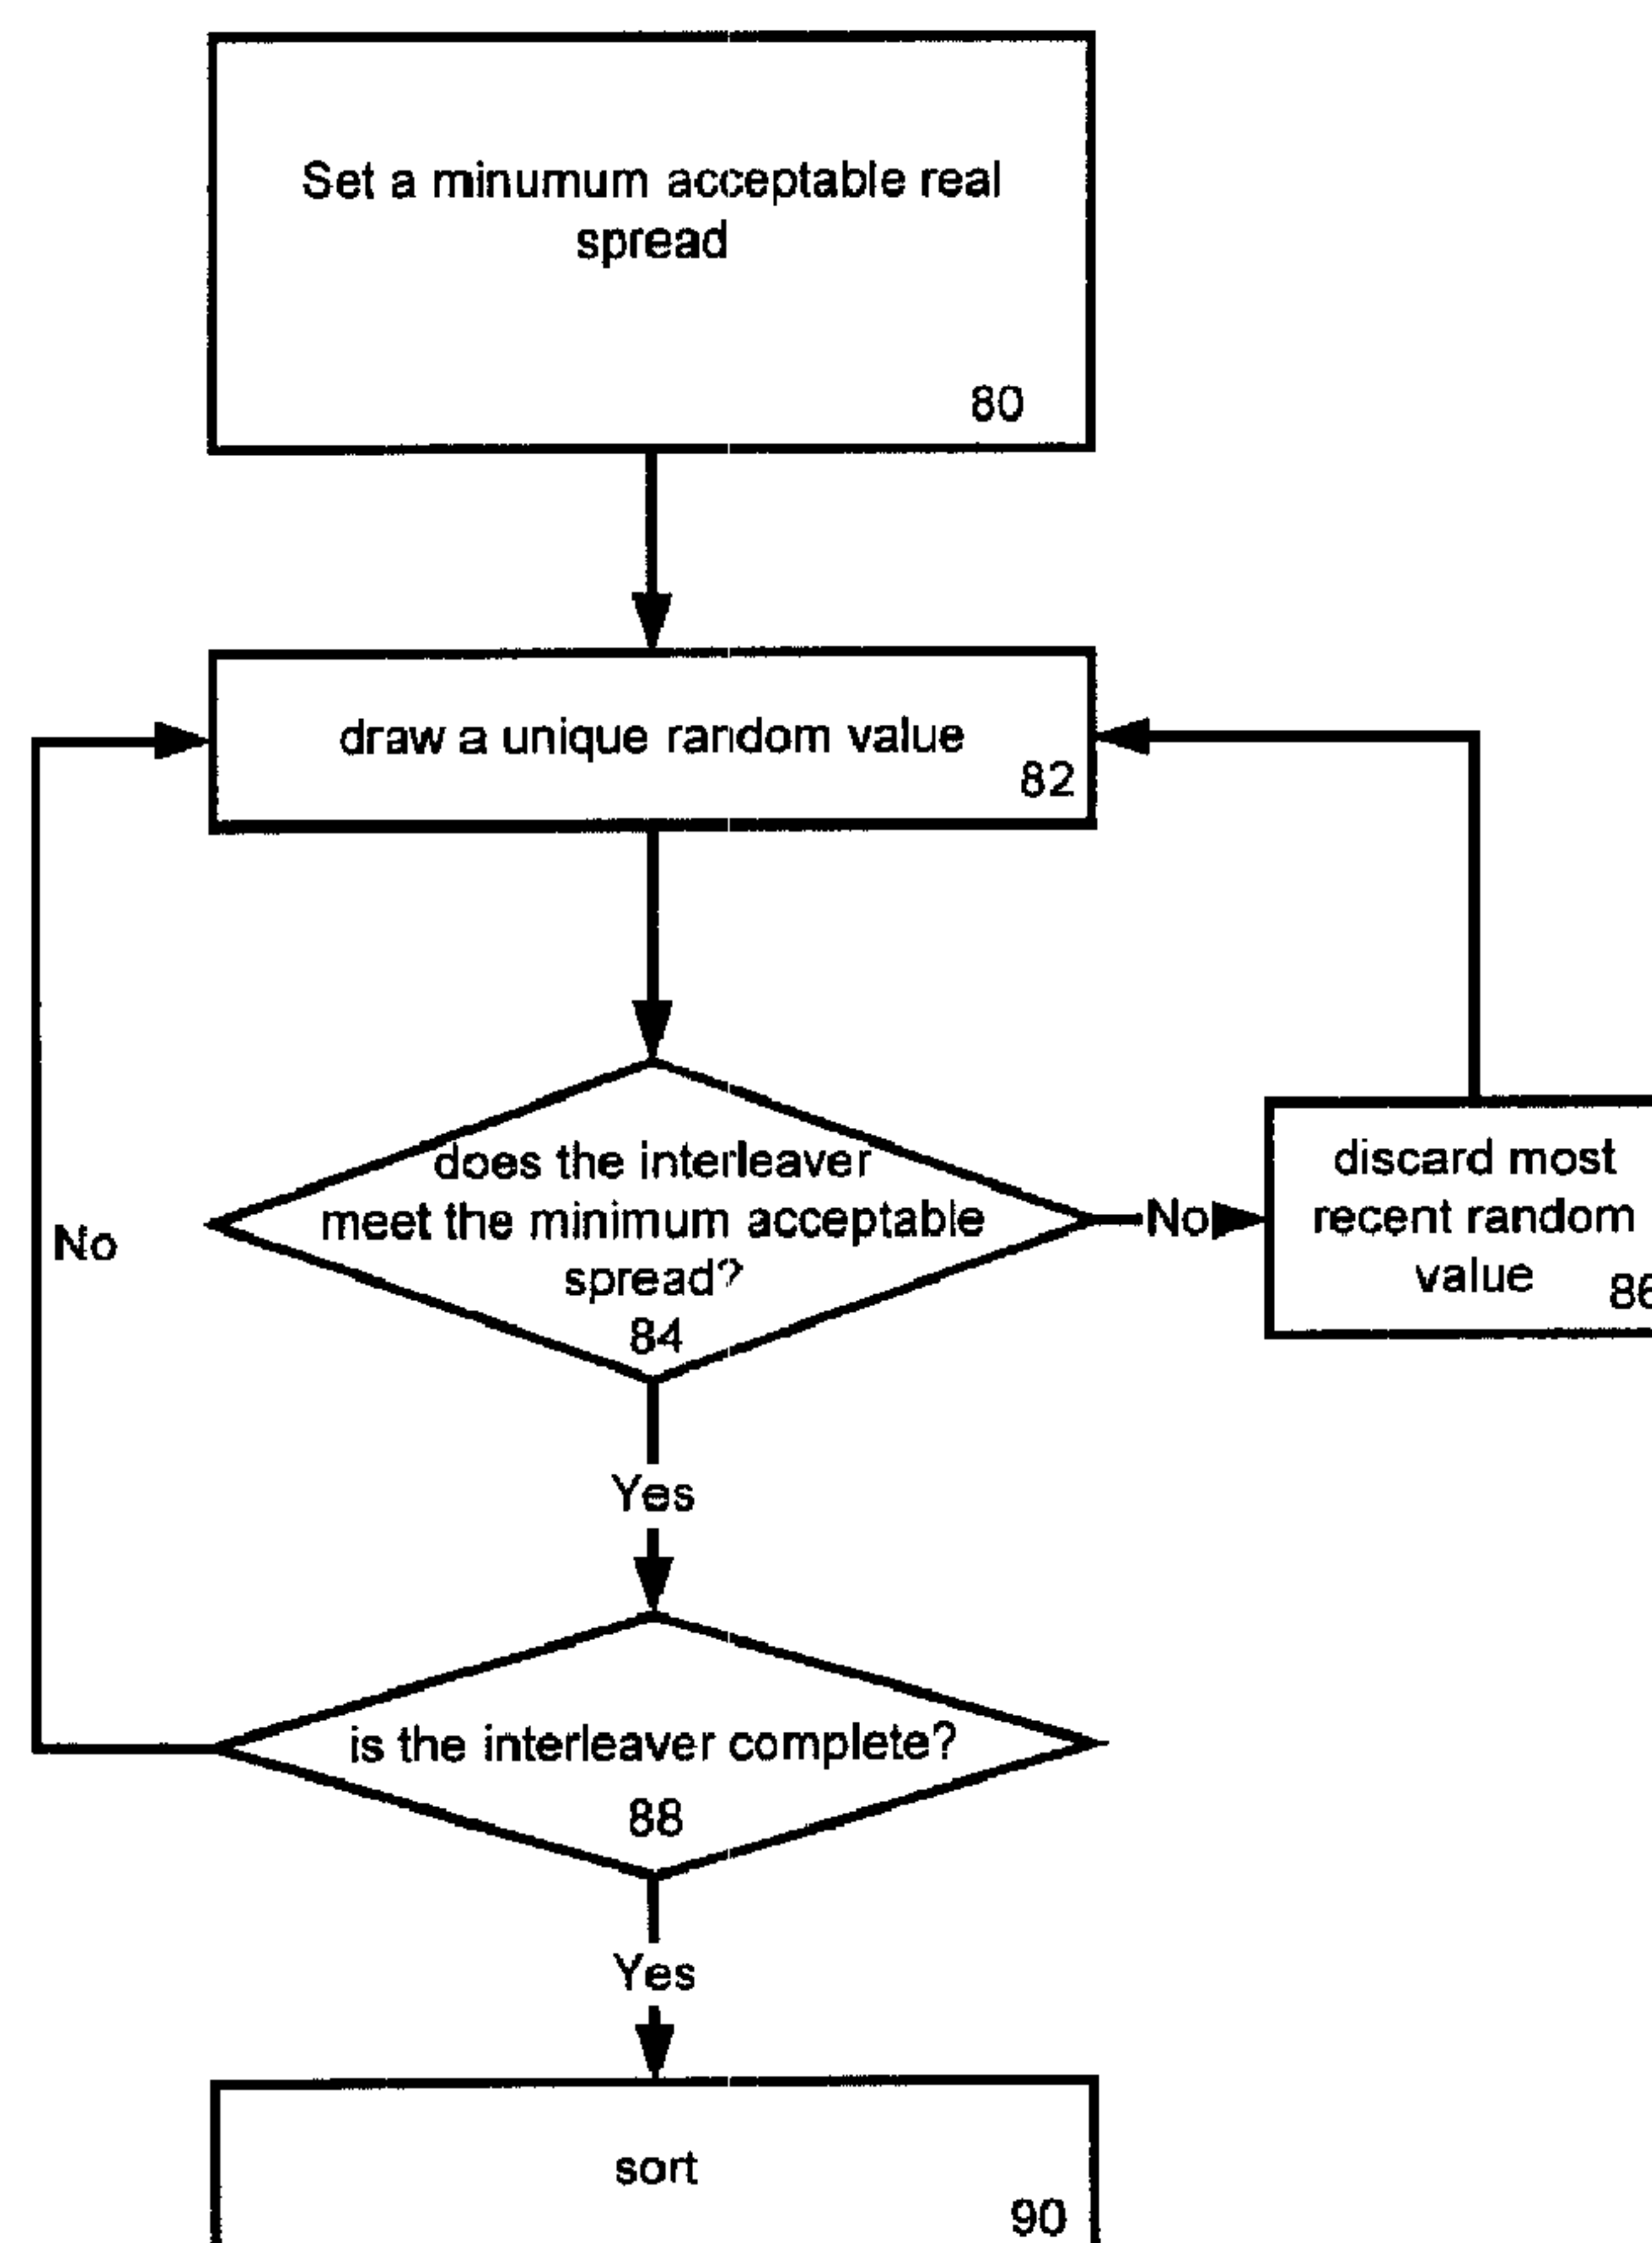 Set a minumum acceptable real
spread
80
draw a unique random value
82
does the interleaver
meet the minimum acceptable
spread?
84
No
discard most
recent random
value
86
No
Yes
is the interleaver complete?
88
Yes
sort
90